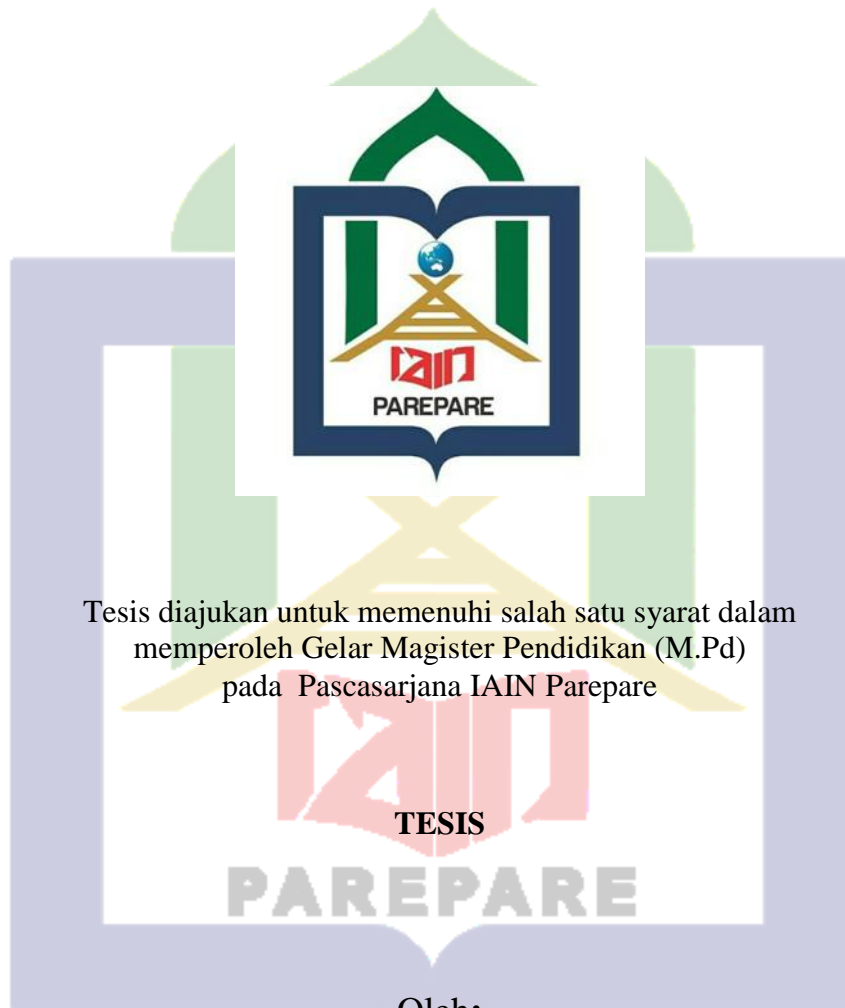 IAIN
PAREPARE
Tesis diajukan untuk memenuhi salah satu syarat dalam
memperoleh Gelar Magister Pendidikan (M.Pd)
pada Pascasarjana IAIN Parepare
IAIN
TESIS
PAREPARE
Oleh: